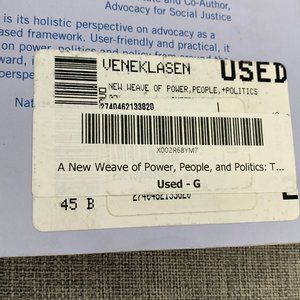 te and Co-Author,
Advocacy for Social Justice
is its holistic perspective on advocacy as a
ased framework. User-friendly and practical, it
on power, politics and policy from around the
perspe
Nat
VENEKLASEN USED
NEW WEAVE OF POWER,PEOPLE,+POLITICS
2740462133820
X002R68YM7
A New Weave of Power, People, and Politics: T...
Used - G
2740462133820
45 B